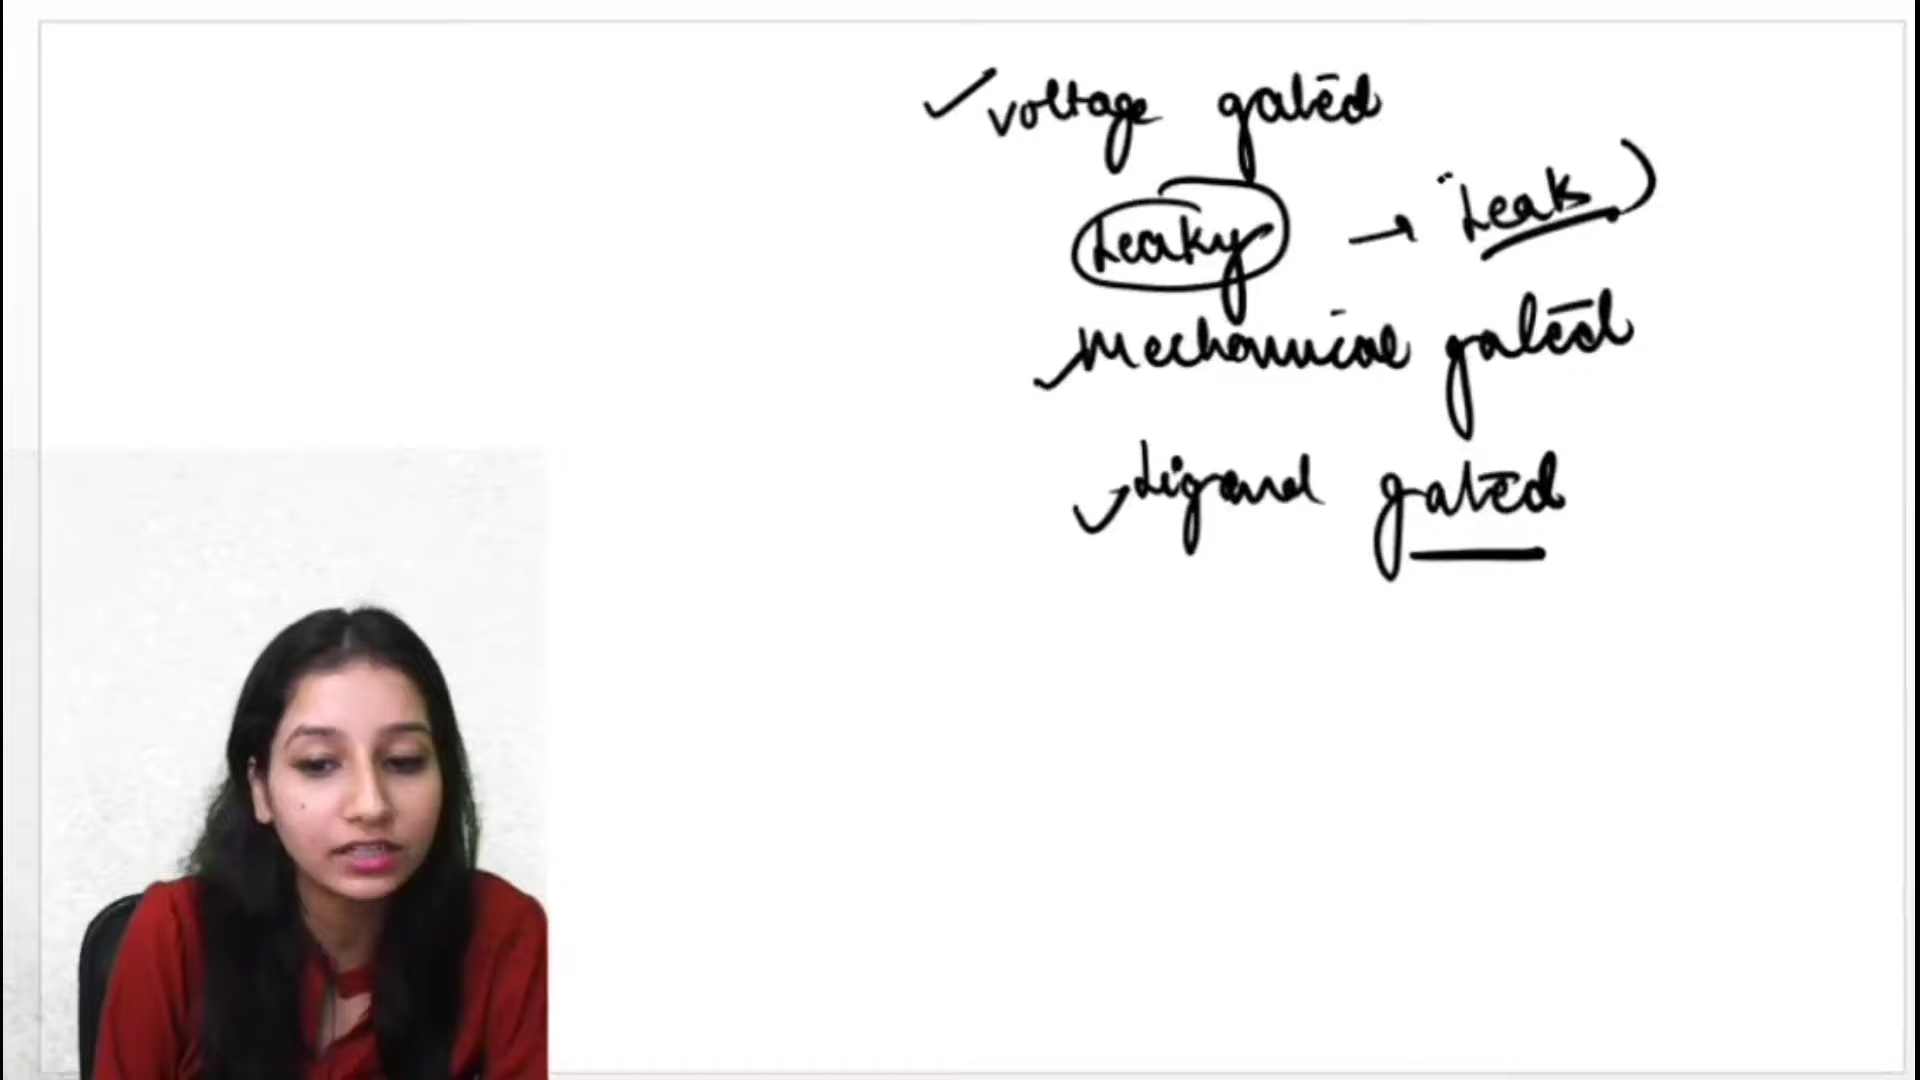 voltage gated
Leaky → Leak
Mechanical gated
Ligand gated